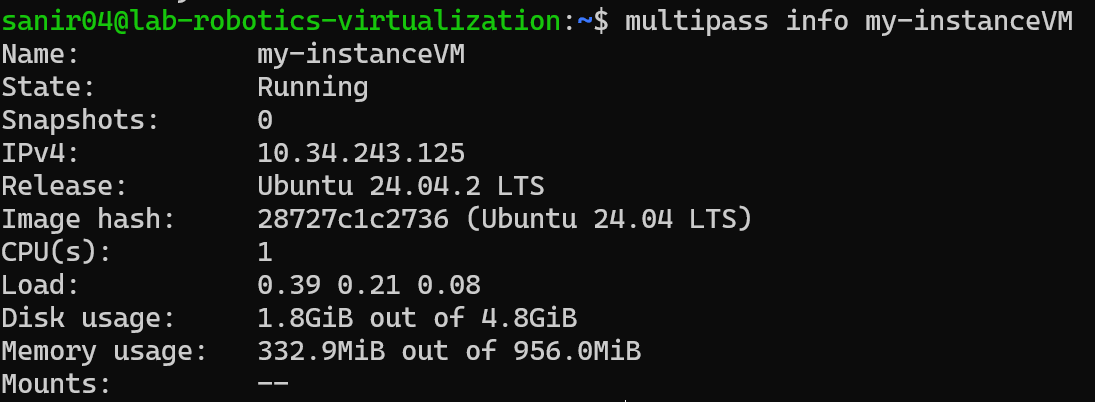 sanir04@lab-robotics-virtualization:~$ multipass info my-instanceVM
Name:           my-instanceVM
State:          Running
Snapshots:      0
IPv4:           10.34.243.125
Release:        Ubuntu 24.04.2 LTS
Image hash:     28727c1c2736 (Ubuntu 24.04 LTS)
CPU(s):         1
Load:           0.39 0.21 0.08
Disk usage:     1.8GiB out of 4.8GiB
Memory usage:   332.9MiB out of 956.0MiB
Mounts:         --